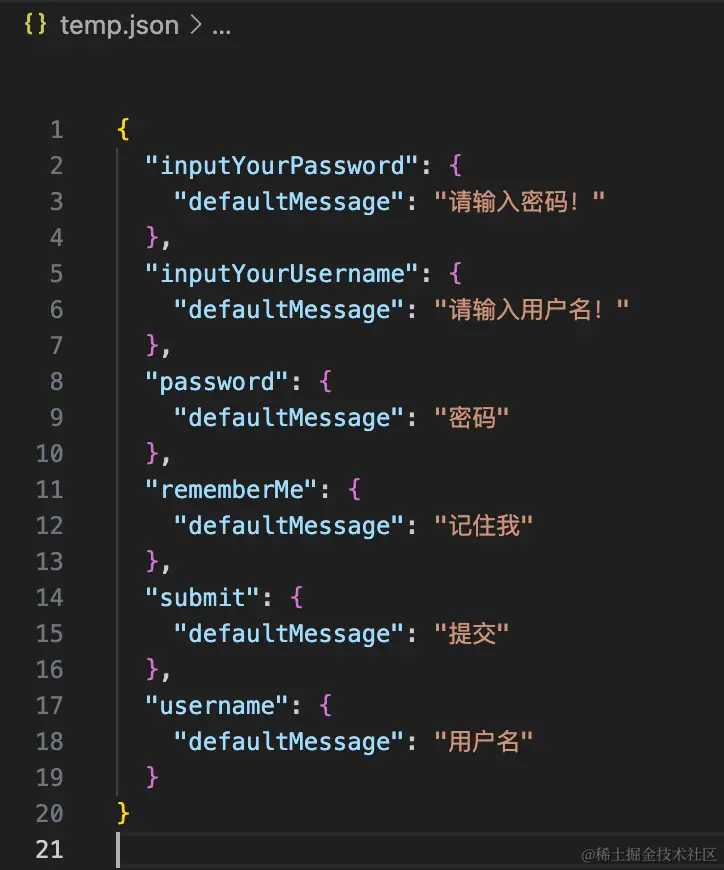 {} temp.json > ...
1 {
2 "inputYourPassword": {
3 "defaultMessage": "请输入密码！"
4 },
5 "inputYourUsername": {
6 "defaultMessage": "请输入用户名！"
7 },
8 "password": {
9 "defaultMessage": "密码"
10 },
11 "rememberMe": {
12 "defaultMessage": "记住我"
13 },
14 "submit": {
15 "defaultMessage": "提交"
16 },
17 "username": {
18 "defaultMessage": "用户名"
19 }
20 }
21
@稀土掘金技术社区